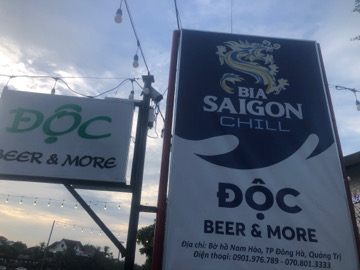 ĐỘC
BEER & MORE
BIA
SAIGON
CHILL
ĐỘC
BEER & MORE
Địa chỉ: Bờ hồ Nam Hào, TP Đông Hà, Quảng Trị
Điện thoại: 0901.976.789 - 070.801.3333